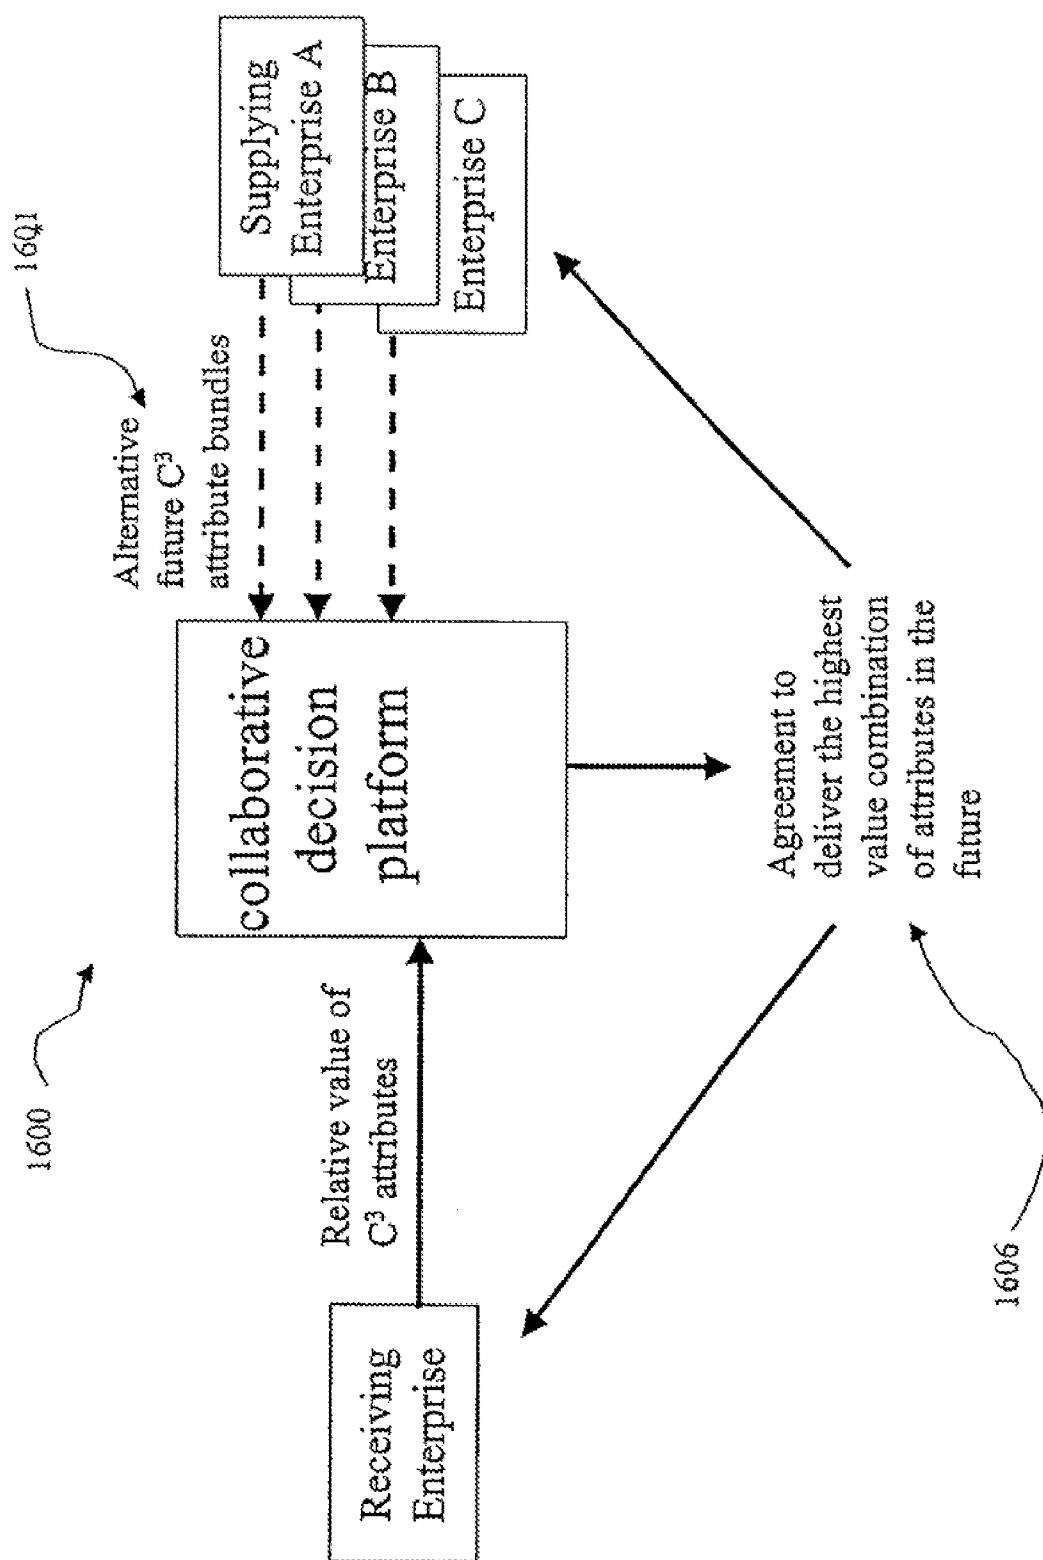 1600
1601
Alternative
future C³
attribute bundles
Supplying
Enterprise A
Enterprise B
Enterprise C
collaborative
decision
platform
Relative value of
C³ attributes
Receiving
Enterprise
Agreement to
deliver the highest
value combination
of attributes in the
future
1606